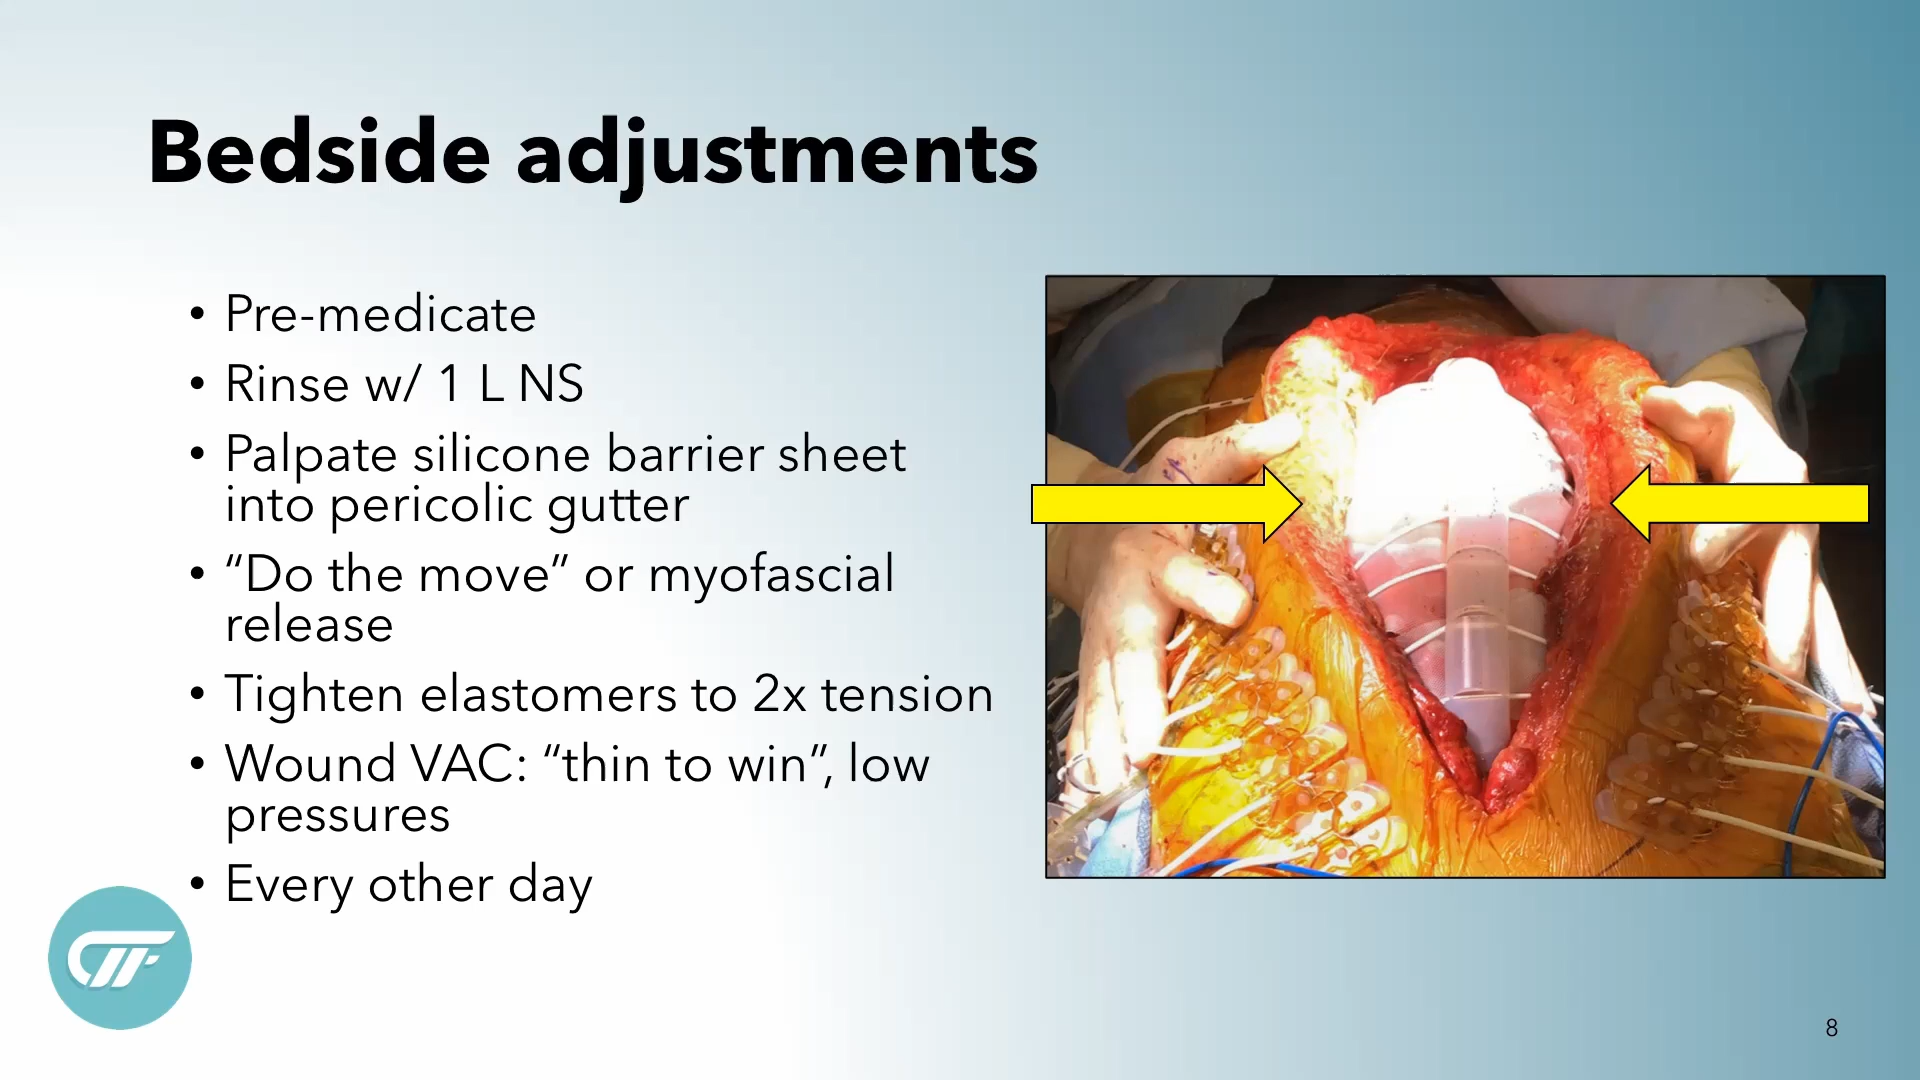 Bedside adjustments
• Pre-medicate
• Rinse w/ 1 L NS
• Palpate silicone barrier sheet
into pericolic gutter
• “Do the move” or myofascial
release
• Tighten elastomers to 2x tension
• Wound VAC: “thin to win”, low
pressures
• Every other day
8